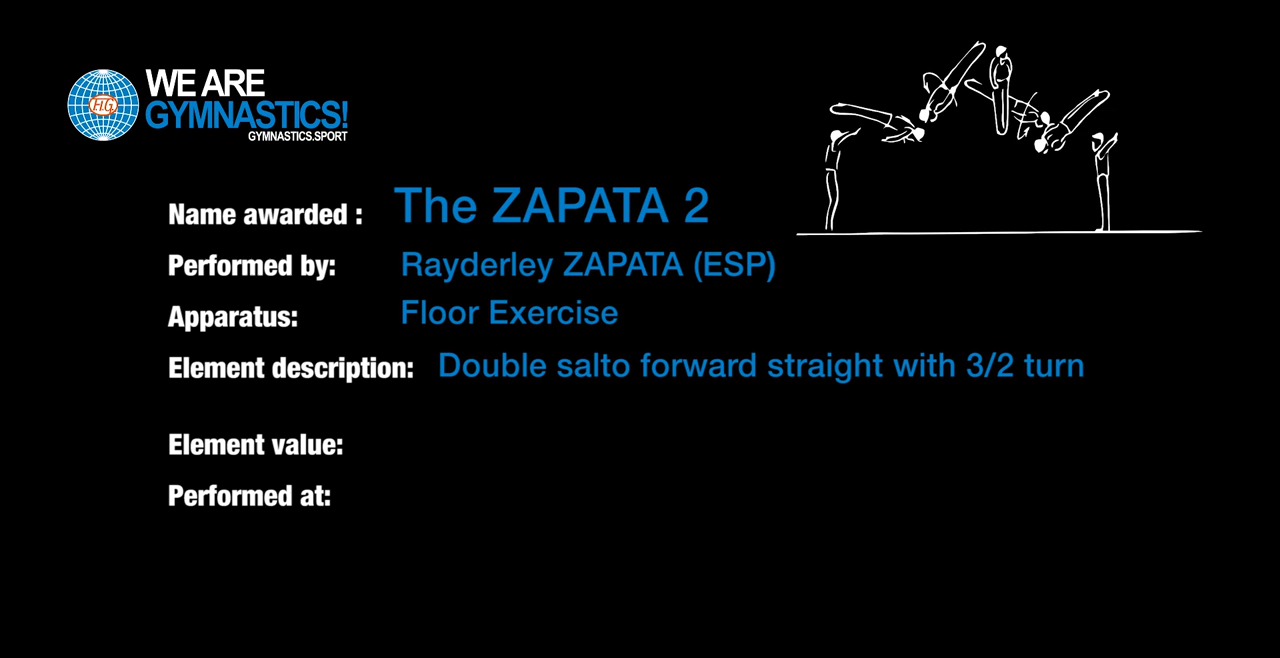 WE ARE
GYMNASTICS!
GYMNASTICS.SPORT
FIG
Name awarded : The ZAPATA 2
Performed by: Rayderley ZAPATA (ESP)
Apparatus: Floor Exercise
Element description: Double salto forward straight with 3/2 turn
Element value:
Performed at: